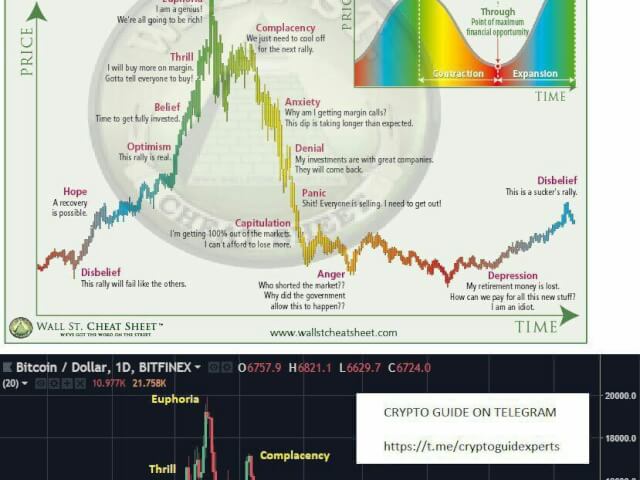 PRICE
Euphoria
I am a genius!
We're all going to be rich!
Complacency
We just need to cool off
for the next rally.
Thrill
I will buy more on margin.
Gotta tell everyone to buy!
Belief
Time to get fully invested.
Optimism
This rally is real.
Anxiety
Why am I getting margin calls?
This dip is taking longer than expected.
Denial
My investments are with great companies.
They will come back.
Panic
Shit! Everyone is selling. I need to get out!
Hope
A recovery
is possible.
Capitulation
I'm getting 100% out of the markets.
I can't afford to lose more.
Disbelief
This is a sucker's rally.
Disbelief
This rally will fail like the others.
Anger
Who shorted the market??
Why did the government
allow this to happen??
Depression
My retirement money is lost.
How can we pay for all this new stuff?
I am an idiot.
PRICE
Through
Point of maximum
financial opportunity
Contraction
Expansion
TIME
WALL ST. CHEAT SHEET™
WE'VE GOT THE WORD ON THE STREET
www.wallstcheatsheet.com
TIME
Bitcoin / Dollar, 1D, BITFINEX O6757.9 H6821.1 L6629.7 C6724.0
(20) 10.977K 21.758K
Euphoria
Complacency
Thrill
CRYPTO GUIDE ON TELEGRAM
https://t.me/cryptoguidexperts
20000.0
18000.0